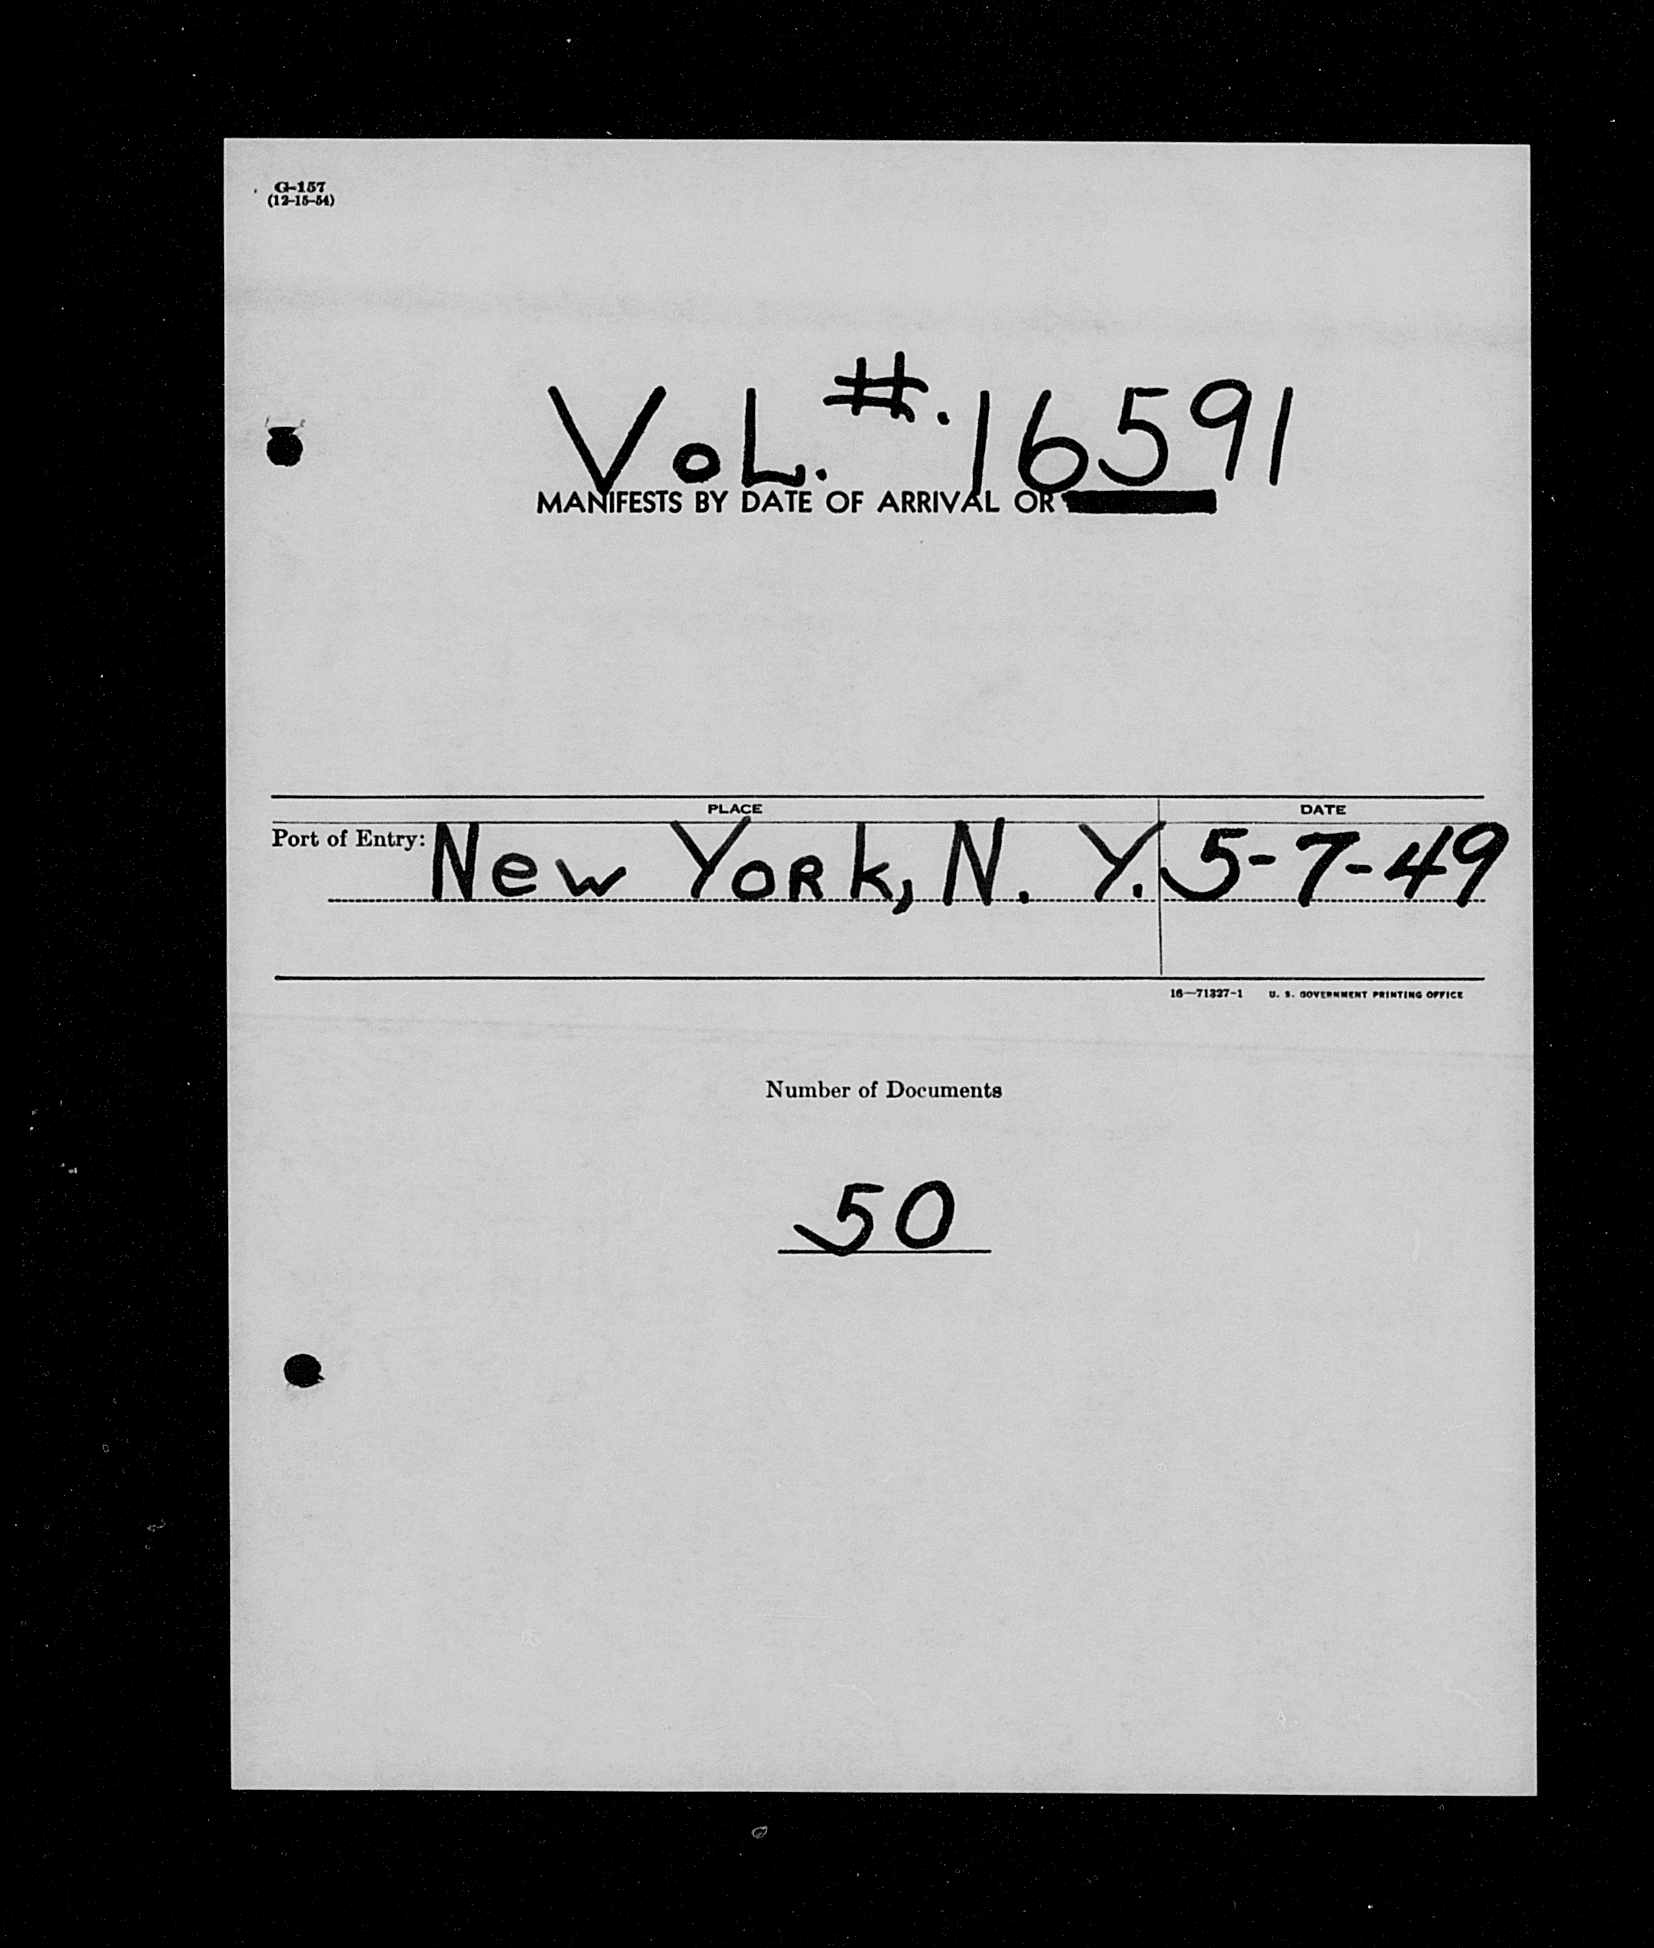 G-157
(12-15-54)
VoL. #. 16591
MANIFESTS BY DATE OF ARRIVAL OR
PLACE DATE
Port of Entry: New York, N. Y. 5-7-49
16—71327-1 U. S. GOVERNMENT PRINTING OFFICE
Number of Documents
50